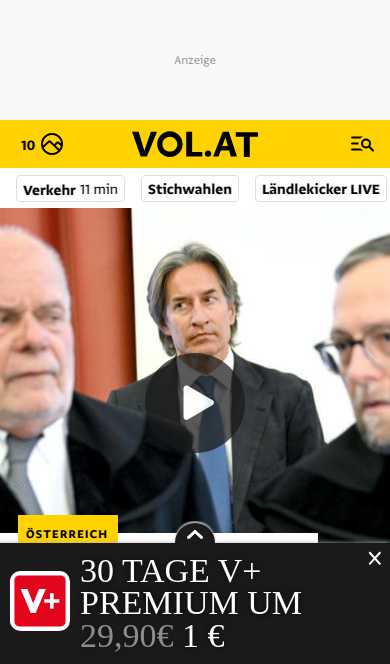 Anzeige
10
VOL.AT
Verkehr 11 min
Stichwahlen
Ländlekicker LIVE
ÖSTERREICH
V+
30 TAGE V+
PREMIUM UM
29,90€ 1 €